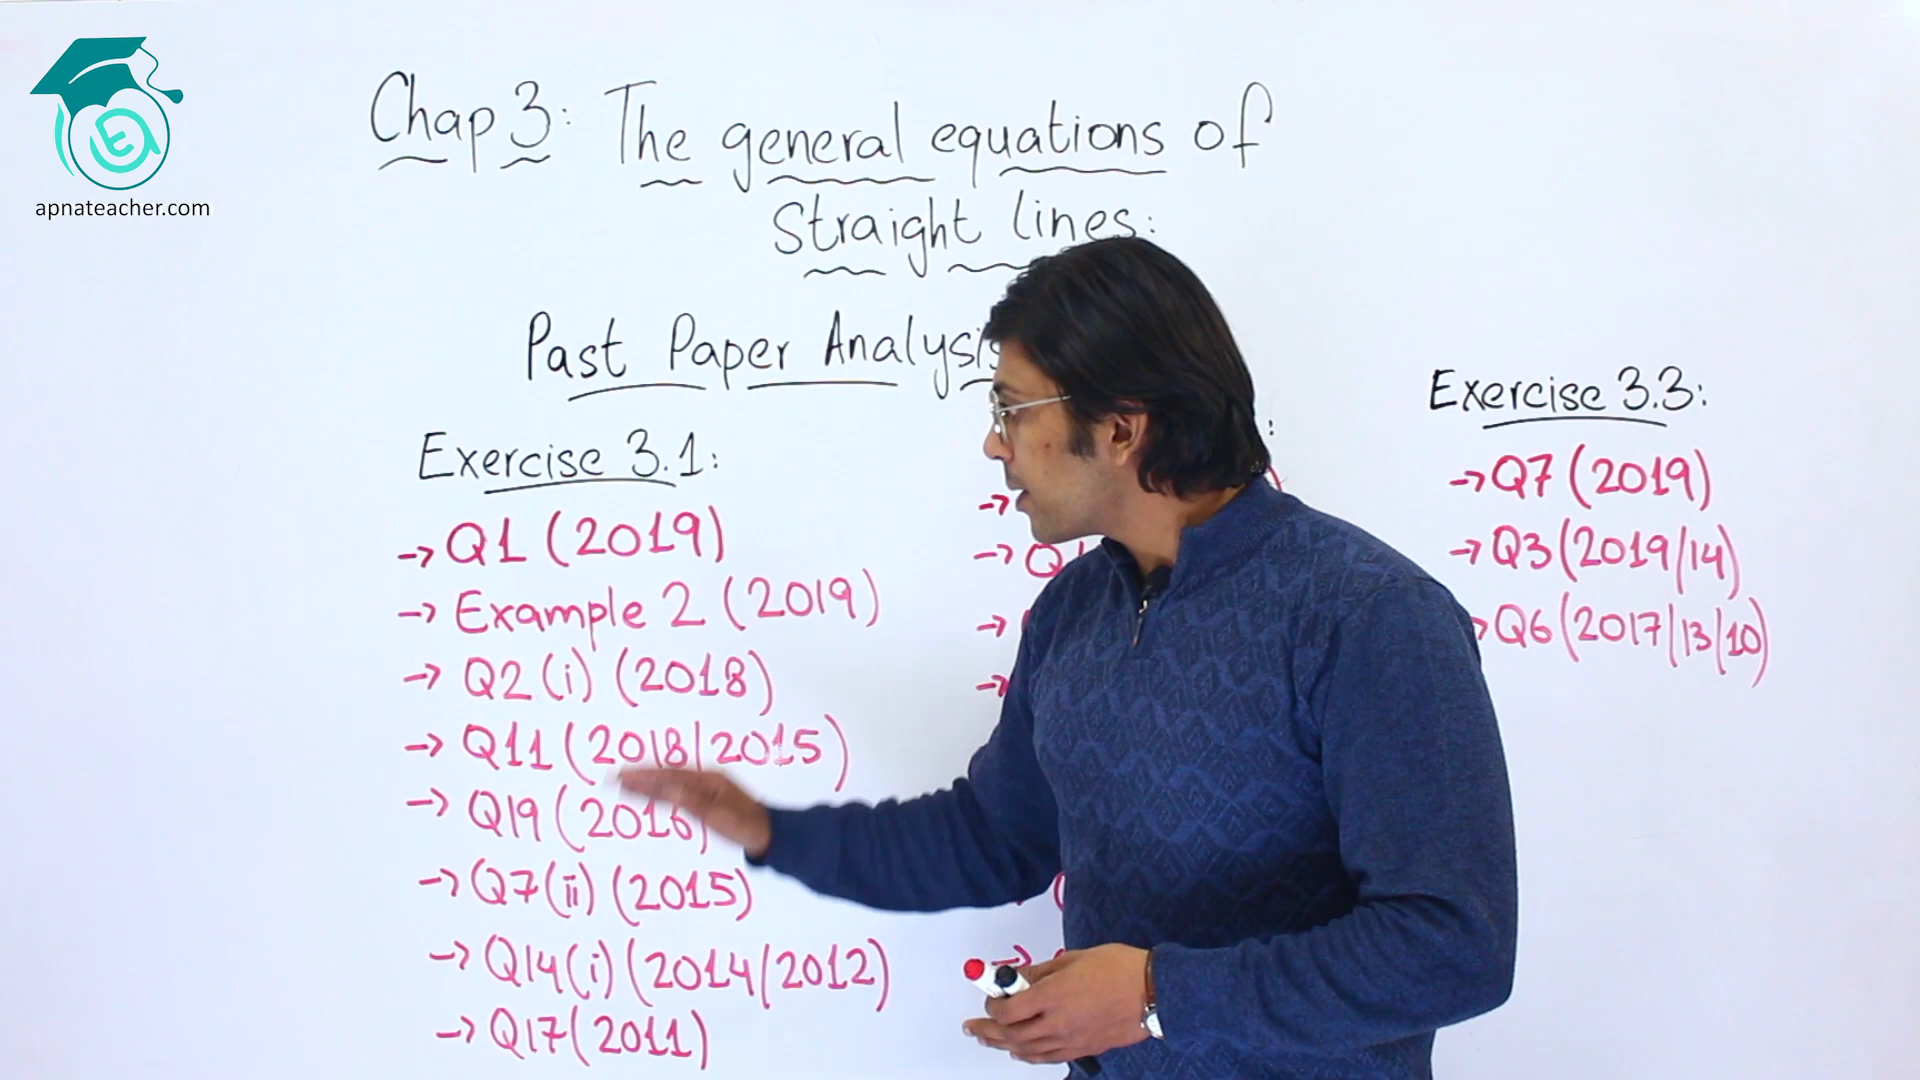 apnateacher.com
Chap 3: The general equations of
Straight lines:
Past Paper Analysis
Exercise 3.1:
→ Q1 (2019)
→ Example 2 (2019)
→ Q2 (i) (2018)
→ Q11 (2018/2015)
→ Q19 (2016)
→ Q7(ii) (2015)
→ Q14(i) (2014/2012)
→ Q17(2011)
Exercise 3.3:
→ Q7 (2019)
→ Q3 (2019/14)
→ Q6 (2017/13/10)